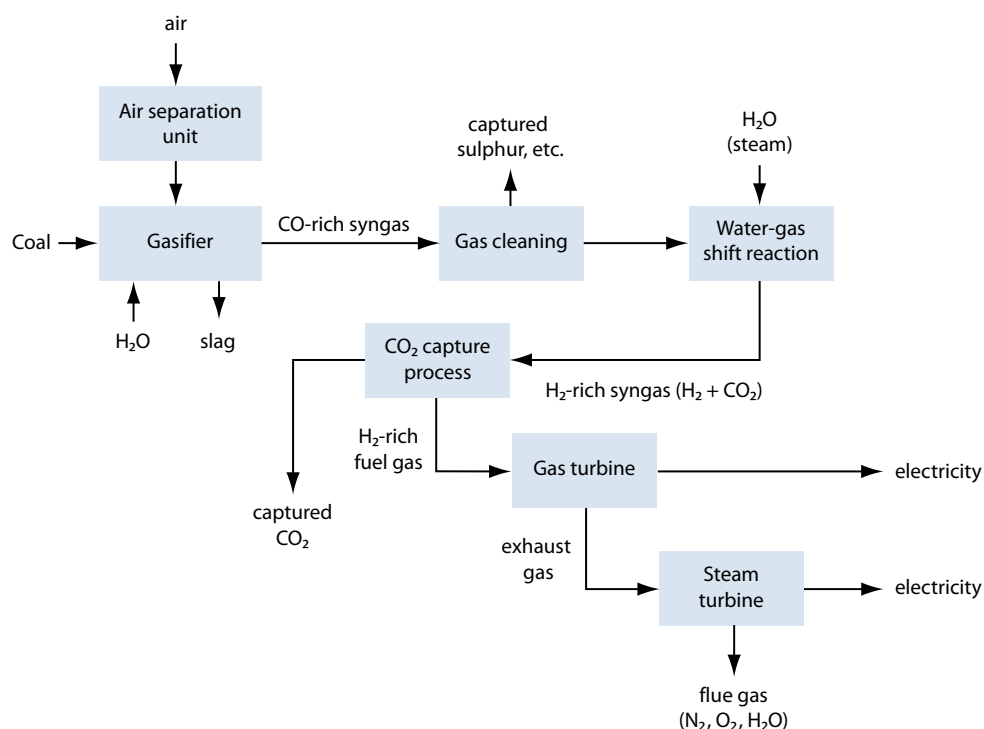 air
Air separation
unit
captured
sulphur, etc.
H₂O
(steam)
Coal
Gasifier
CO-rich syngas
Gas cleaning
Water-gas
shift reaction
H₂O
slag
CO₂ capture
process
H₂-rich syngas (H₂ + CO₂)
H₂-rich
fuel gas
Gas turbine
electricity
captured
CO₂
exhaust
gas
Steam
turbine
electricity
flue gas
(N₂, O₂, H₂O)